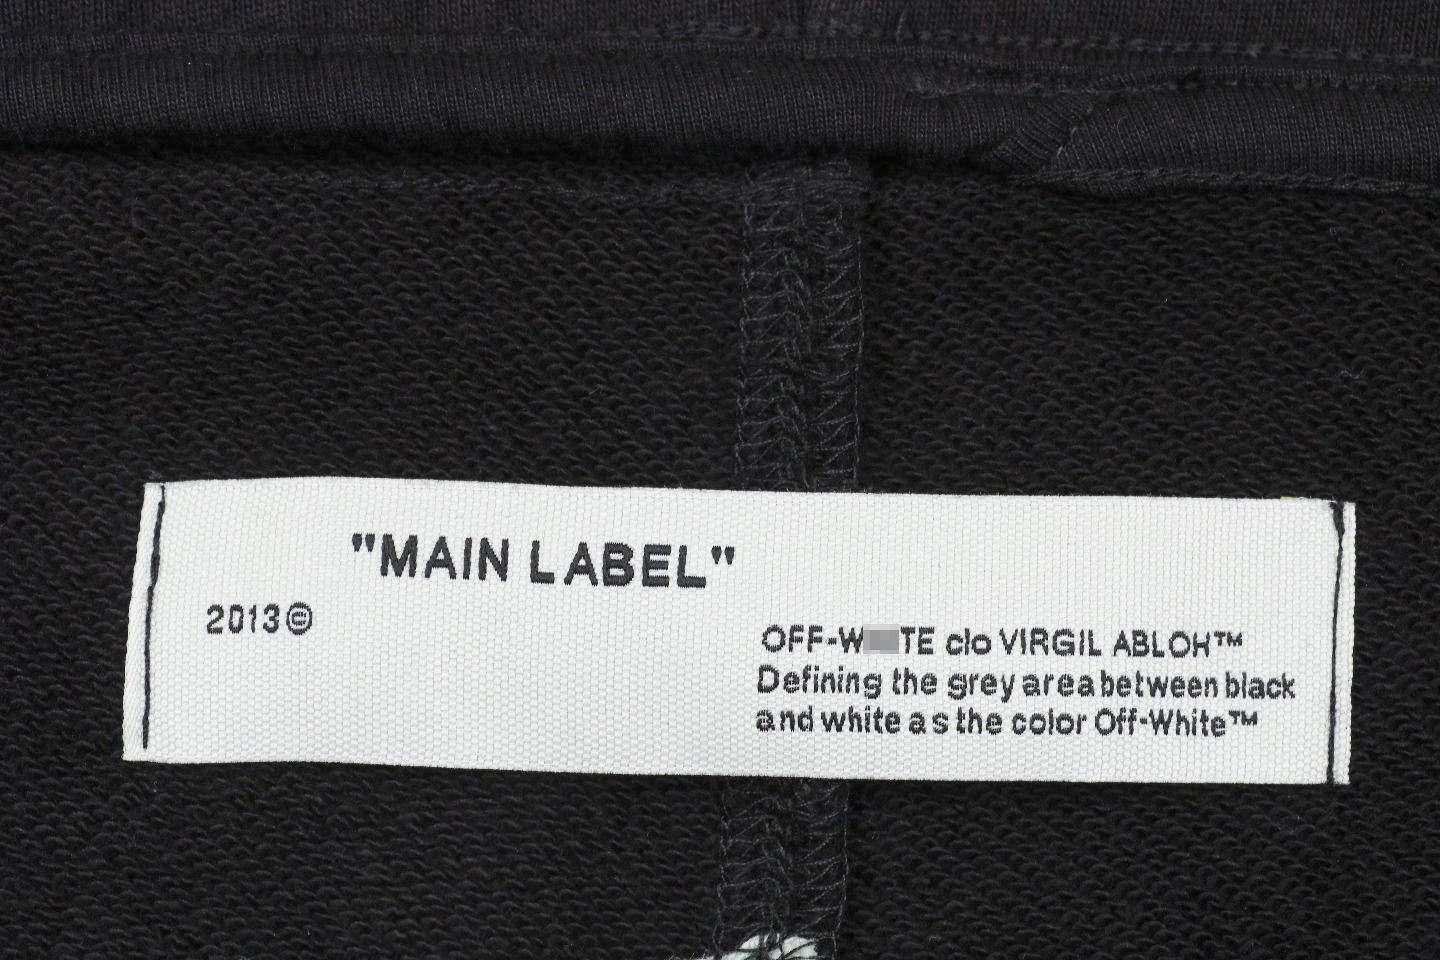 "MAIN LABEL"
2013©
c/o VIRGIL ABLOH™
Defining the grey area between black
and white as the color Off-White™